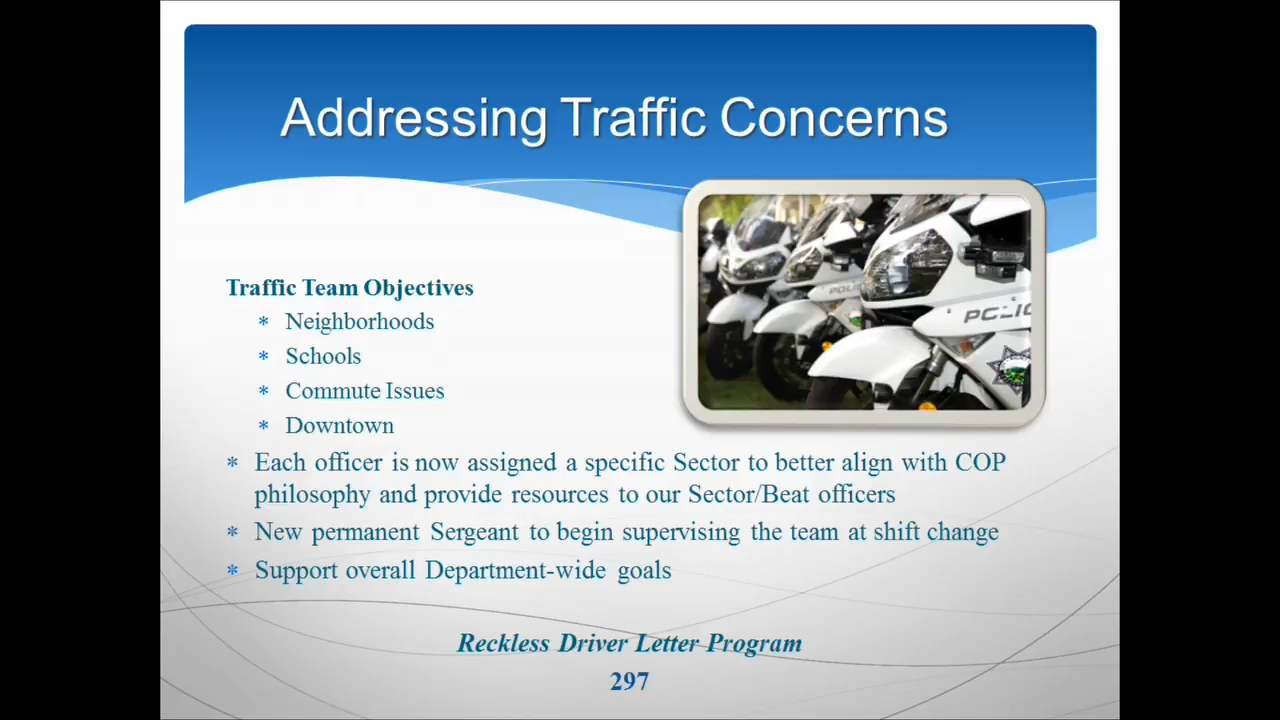 Addressing Traffic Concerns
Traffic Team Objectives
* Neighborhoods
* Schools
* Commute Issues
* Downtown
* Each officer is now assigned a specific Sector to better align with COP
philosophy and provide resources to our Sector/Beat officers
* New permanent Sergeant to begin supervising the team at shift change
* Support overall Department-wide goals
Reckless Driver Letter Program
297